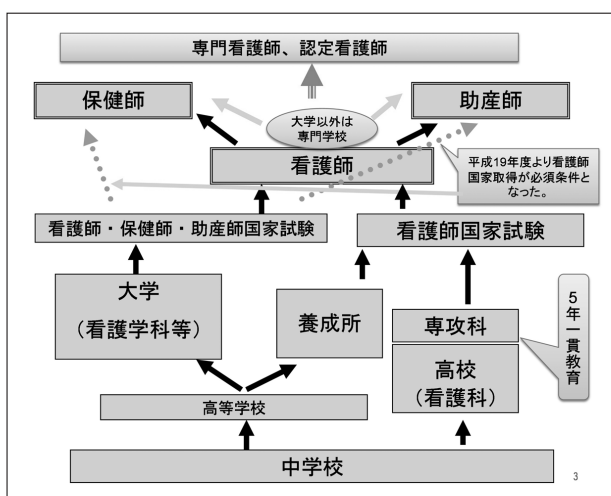 専門看護師、認定看護師
保健師
助産師
大学以外は
専門学校
看護師
平成19年度より看護師
国家取得が必須条件と
なった。
看護師・保健師・助産師国家試験
看護師国家試験
大学
(看護学科等)
養成所
専攻科
高校
(看護科)
5年一貫教育
高等学校
中学校
3